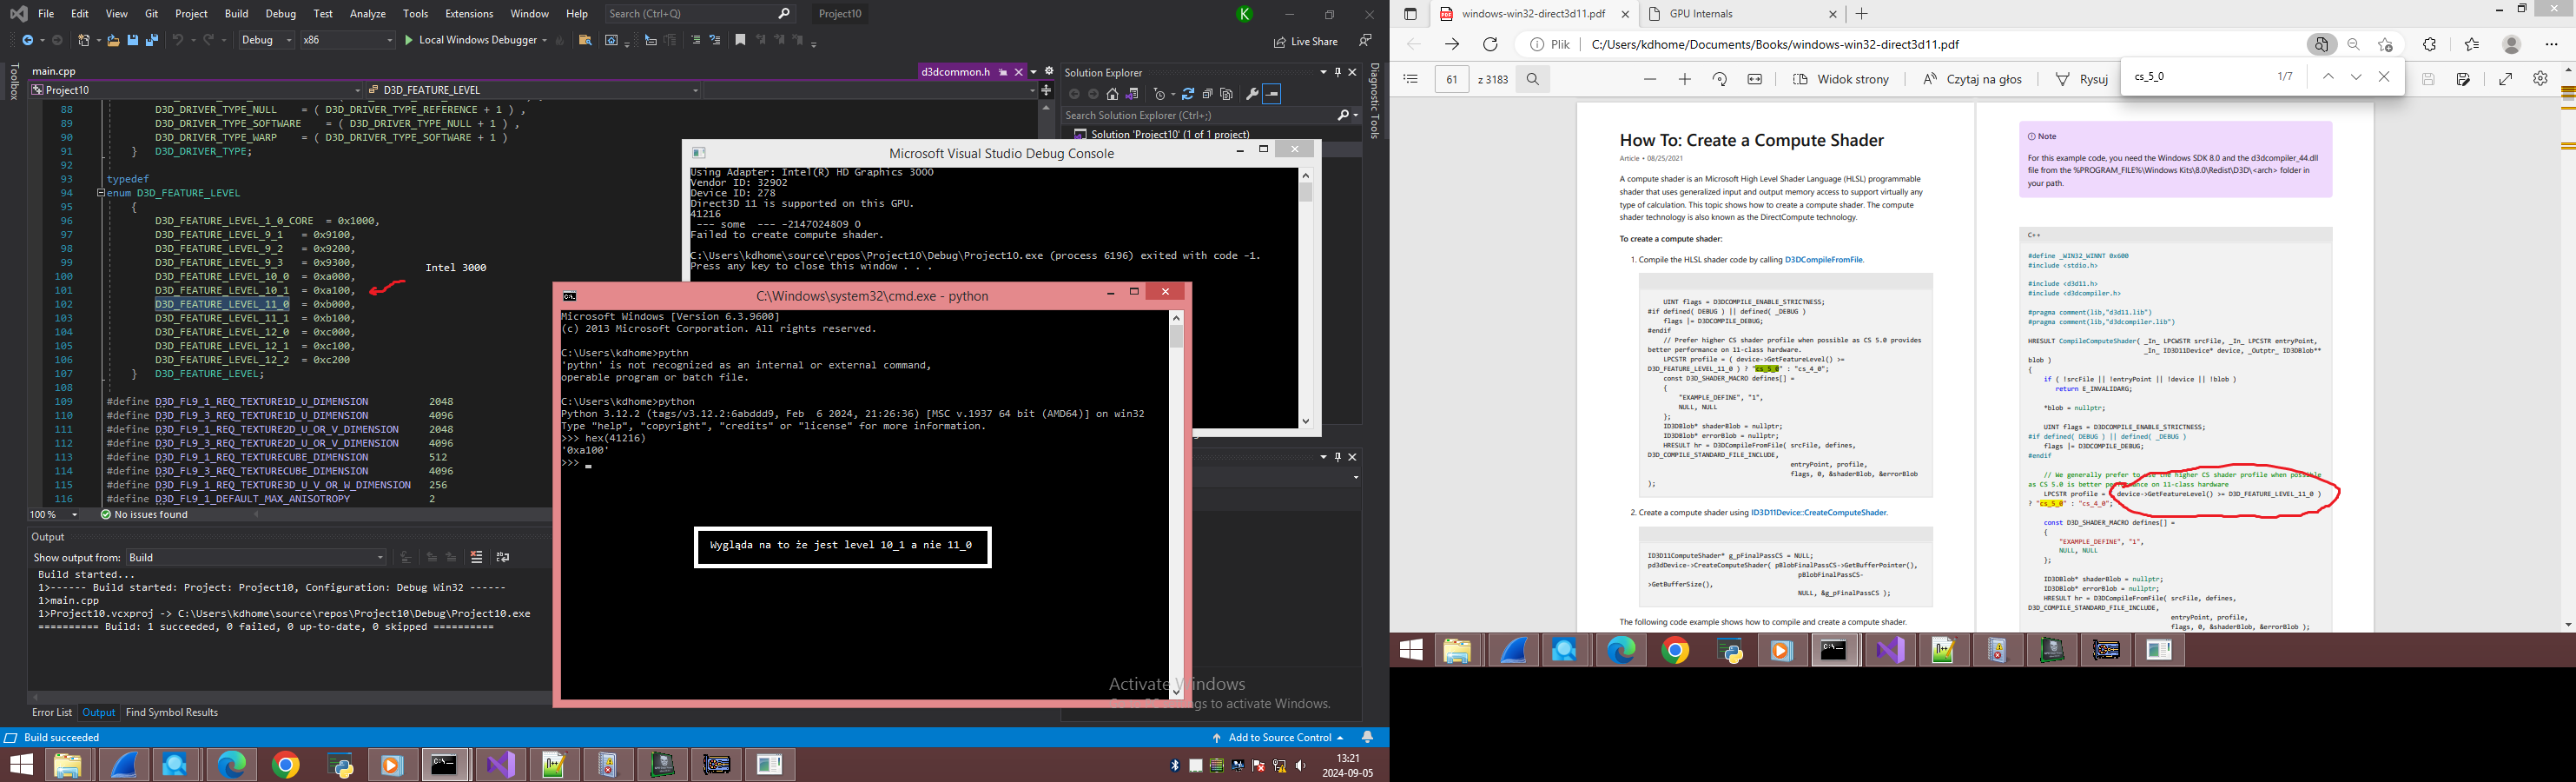 File Edit View Git Project Build Debug Test Analyze Tools Extensions Window Help Search (Ctrl+Q) Project10
K
Debug x86 Local Windows Debugger Live Share
Toolbox
main.cpp
d3dcommon.h
Project10 D3D_FEATURE_LEVEL
88 D3D_DRIVER_TYPE_NULL = ( D3D_DRIVER_TYPE_REFERENCE + 1 ) ,
89 D3D_DRIVER_TYPE_SOFTWARE = ( D3D_DRIVER_TYPE_NULL + 1 ) ,
90 D3D_DRIVER_TYPE_WARP = ( D3D_DRIVER_TYPE_SOFTWARE + 1 )
91 } D3D_DRIVER_TYPE;
92
93 typedef
94 enum D3D_FEATURE_LEVEL
95 {
96 D3D_FEATURE_LEVEL_1_0_CORE = 0x1000,
97 D3D_FEATURE_LEVEL_9_1 = 0x9100,
98 D3D_FEATURE_LEVEL_9_2 = 0x9200,
99 D3D_FEATURE_LEVEL_9_3 = 0x9300,
100 D3D_FEATURE_LEVEL_10_0 = 0xa000,
101 D3D_FEATURE_LEVEL_10_1 = 0xa100,
102 D3D_FEATURE_LEVEL_11_0 = 0xb000,
103 D3D_FEATURE_LEVEL_11_1 = 0xb100,
104 D3D_FEATURE_LEVEL_12_0 = 0xc000,
105 D3D_FEATURE_LEVEL_12_1 = 0xc100,
106 D3D_FEATURE_LEVEL_12_2 = 0xc200
107 } D3D_FEATURE_LEVEL;
108
109 #define D3D_FL9_1_REQ_TEXTURE1D_U_DIMENSION 2048
110 #define D3D_FL9_3_REQ_TEXTURE1D_U_DIMENSION 4096
111 #define D3D_FL9_1_REQ_TEXTURE2D_U_OR_V_DIMENSION 2048
112 #define D3D_FL9_3_REQ_TEXTURE2D_U_OR_V_DIMENSION 4096
113 #define D3D_FL9_1_REQ_TEXTURECUBE_DIMENSION 512
114 #define D3D_FL9_3_REQ_TEXTURECUBE_DIMENSION 4096
115 #define D3D_FL9_1_REQ_TEXTURE3D_U_V_OR_W_DIMENSION 256
116 #define D3D_FL9_1_DEFAULT_MAX_ANISOTROPY 2
Intel 3000
100 % No issues found
Output
Show output from: Build
Build started...
1>------ Build started: Project: Project10, Configuration: Debug Win32 ------
1>main.cpp
1>Project10.vcxproj -> C:\Users\kdhome\source\repos\Project10\Debug\Project10.exe
========== Build: 1 succeeded, 0 failed, 0 up-to-date, 0 skipped ==========
Error List Output Find Symbol Results
Build succeeded
Add to Source Control
Solution Explorer
Search Solution Explorer (Ctrl+;)
Solution 'Project10' (1 of 1 project)
Diagnostic Tools
Microsoft Visual Studio Debug Console
Using Adapter: Intel(R) HD Graphics 3000
Vendor ID: 32902
Device ID: 278
Direct3D 11 is supported on this GPU.
41216
--- some --- -2147024809 0
Failed to create compute shader.
C:\Users\kdhome\source\repos\Project10\Debug\Project10.exe (process 6196) exited with code -1.
Press any key to close this window . . .
C:\Windows\system32\cmd.exe - python
Microsoft Windows [Version 6.3.9600]
(c) 2013 Microsoft Corporation. All rights reserved.
C:\Users\kdhome>pythn
'pythn' is not recognized as an internal or external command,
operable program or batch file.
C:\Users\kdhome>python
Python 3.12.2 (tags/v3.12.2:6abddd9, Feb 6 2024, 21:26:36) [MSC v.1937 64 bit (AMD64)] on win32
Type "help", "copyright", "credits" or "license" for more information.
>>> hex(41216)
'0xa100'
>>>
Wygląda na to że jest level 10_1 a nie 11_0
Activate Windows
to activate Windows.
13:21
2024-09-05
windows-win32-direct3d11.pdf GPU Internals
Plik C:/Users/kdhome/Documents/Books/windows-win32-direct3d11.pdf
61 z 3183 Widok strony Czytaj na głos Rysuj
cs_5_0 1/7
How To: Create a Compute Shader
Article • 08/25/2021
A compute shader is an Microsoft High Level Shader Language (HLSL) programmable
shader that uses generalized input and output memory access to support virtually any
type of calculation. This topic shows how to create a compute shader. The compute
shader technology is also known as the DirectCompute technology.
To create a compute shader:
1. Compile the HLSL shader code by calling D3DCompileFromFile.
UINT flags = D3DCOMPILE_ENABLE_STRICTNESS;
#if defined( DEBUG ) || defined( _DEBUG )
flags |= D3DCOMPILE_DEBUG;
#endif
// Prefer higher CS shader profile when possible as CS 5.0 provides
better performance on 11-class hardware.
LPCSTR profile = ( device->GetFeatureLevel() >=
D3D_FEATURE_LEVEL_11_0 ) ? "cs_5_0" : "cs_4_0";
const D3D_SHADER_MACRO defines[] =
{
"EXAMPLE_DEFINE", "1",
NULL, NULL
};
ID3DBlob* shaderBlob = nullptr;
ID3DBlob* errorBlob = nullptr;
HRESULT hr = D3DCompileFromFile( srcFile, defines,
D3D_COMPILE_STANDARD_FILE_INCLUDE,
entryPoint, profile,
flags, 0, &shaderBlob, &errorBlob
);
2. Create a compute shader using ID3D11Device::CreateComputeShader.
ID3D11ComputeShader* g_pFinalPassCS = NULL;
pd3dDevice->CreateComputeShader( pBlobFinalPassCS->GetBufferPointer(),
pBlobFinalPassCS-
>GetBufferSize(),
NULL, &g_pFinalPassCS );
The following code example shows how to compile and create a compute shader.
Note
For this example code, you need the Windows SDK 8.0 and the d3dcompiler_44.dll
file from the %PROGRAM_FILE%\Windows Kits\8.0\Redist\D3D\<arch> folder in
your path.
C++
#define _WIN32_WINNT 0x600
#include <stdio.h>
#include <d3d11.h>
#include <d3dcompiler.h>
#pragma comment(lib,"d3d11.lib")
#pragma comment(lib,"d3dcompiler.lib")
HRESULT CompileComputeShader( _In_ LPCWSTR srcFile, _In_ LPCSTR entryPoint,
_In_ ID3D11Device* device, _Outptr_ ID3DBlob**
blob )
{
if ( !srcFile || !entryPoint || !device || !blob )
return E_INVALIDARG;
*blob = nullptr;
UINT flags = D3DCOMPILE_ENABLE_STRICTNESS;
#if defined( DEBUG ) || defined( _DEBUG )
flags |= D3DCOMPILE_DEBUG;
#endif
// We generally prefer to use the higher CS shader profile when possible
as CS 5.0 is better performance on 11-class hardware
LPCSTR profile = ( device->GetFeatureLevel() >= D3D_FEATURE_LEVEL_11_0 )
? "cs_5_0" : "cs_4_0";
const D3D_SHADER_MACRO defines[] =
{
"EXAMPLE_DEFINE", "1",
NULL, NULL
};
ID3DBlob* shaderBlob = nullptr;
ID3DBlob* errorBlob = nullptr;
HRESULT hr = D3DCompileFromFile( srcFile, defines,
D3D_COMPILE_STANDARD_FILE_INCLUDE,
entryPoint, profile,
flags, 0, &shaderBlob, &errorBlob );